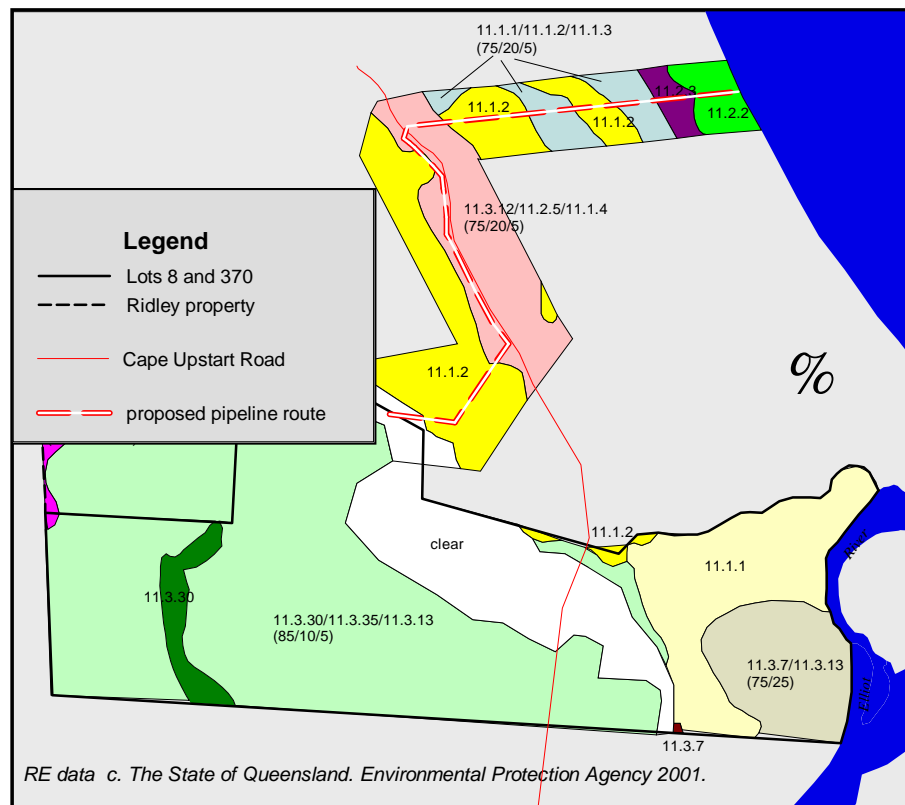 11.1.1/11.1.2/11.1.3
(75/20/5)
11.2.3
11.1.2
11.1.2
11.2.2
11.3.12/11.2.5/11.1.4
(75/20/5)
Legend
Lots 8 and 370
Ridley property
Cape Upstart Road
proposed pipeline route
%
11.1.2
clear
11.1.2
River
11.1.1
11.3.30
11.3.30/11.3.35/11.3.13
(85/10/5)
11.3.7/11.3.13
(75/25)
Elliot
11.3.7
RE data c. The State of Queensland. Environmental Protection Agency 2001.